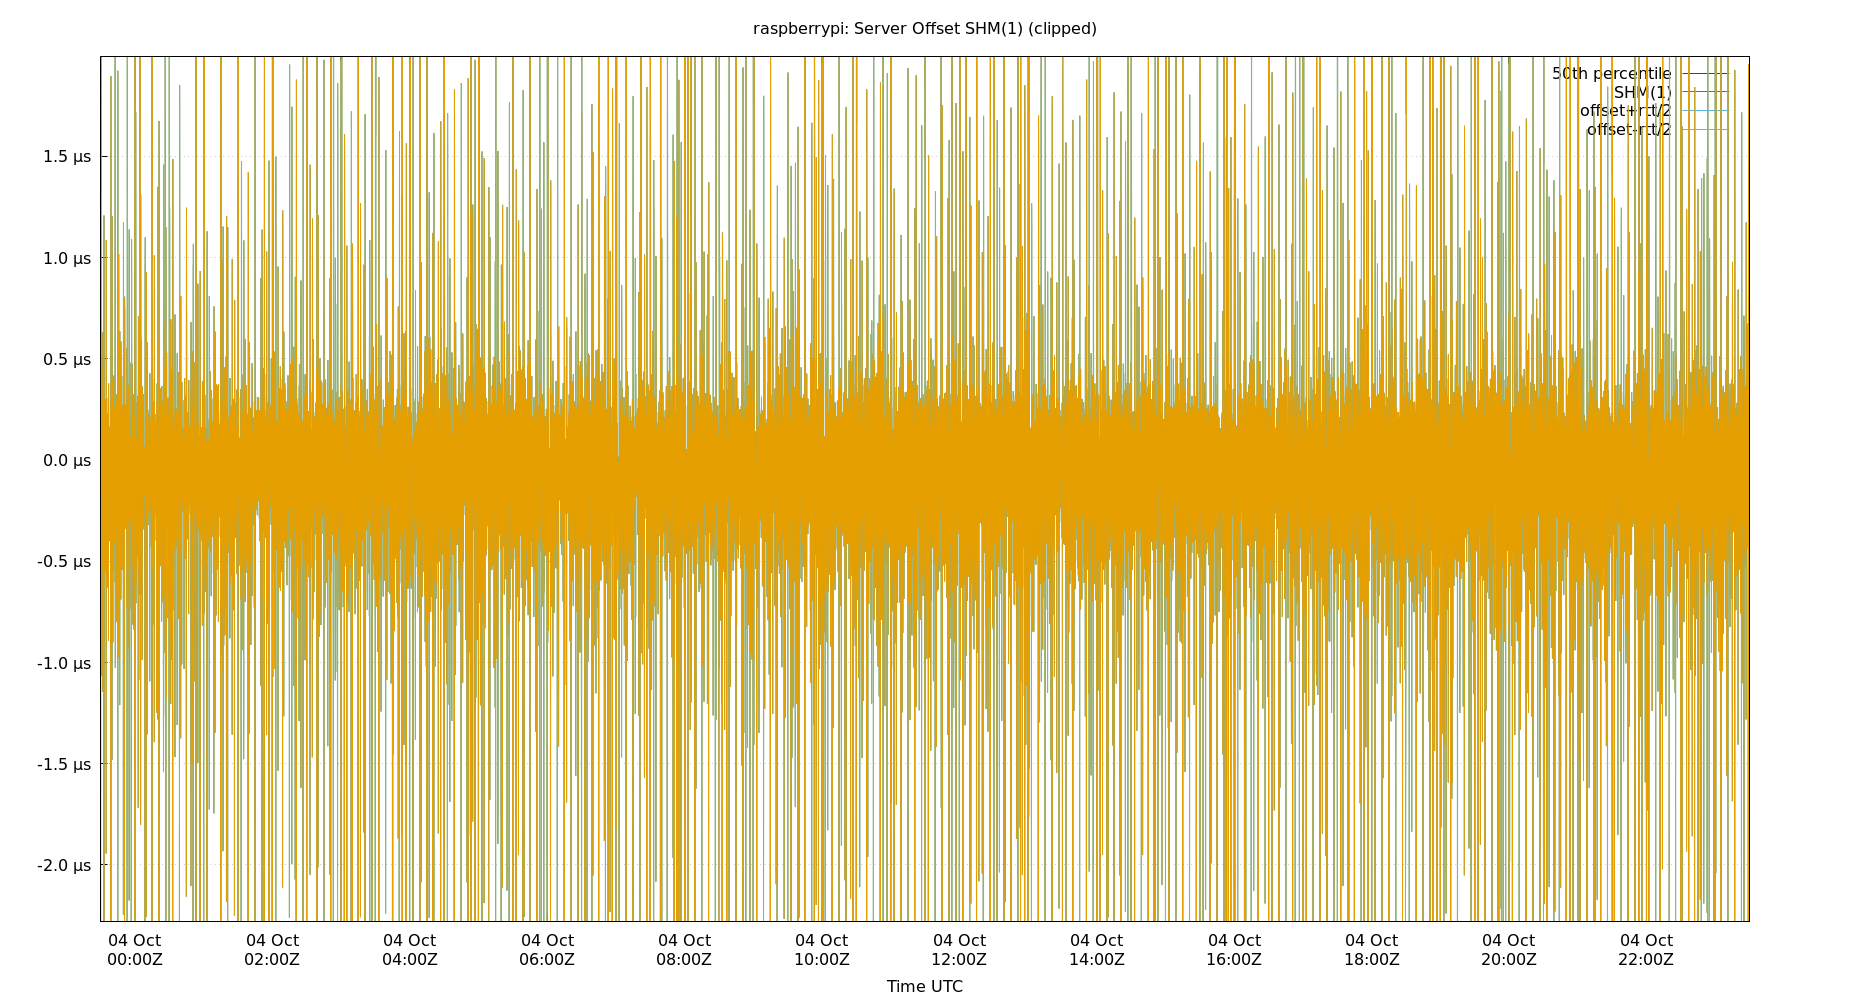 raspberrypi: Server Offset SHM(1) (clipped)
50th percentile
SHM(1)
offset+rtt/2
offset-rtt/2
1.5 µs
1.0 µs
0.5 µs
0.0 µs
-0.5 µs
-1.0 µs
-1.5 µs
-2.0 µs
04 Oct 04 Oct 04 Oct 04 Oct 04 Oct 04 Oct 04 Oct 04 Oct 04 Oct 04 Oct 04 Oct 04 Oct
00:00Z 02:00Z 04:00Z 06:00Z 08:00Z 10:00Z 12:00Z 14:00Z 16:00Z 18:00Z 20:00Z 22:00Z
Time UTC